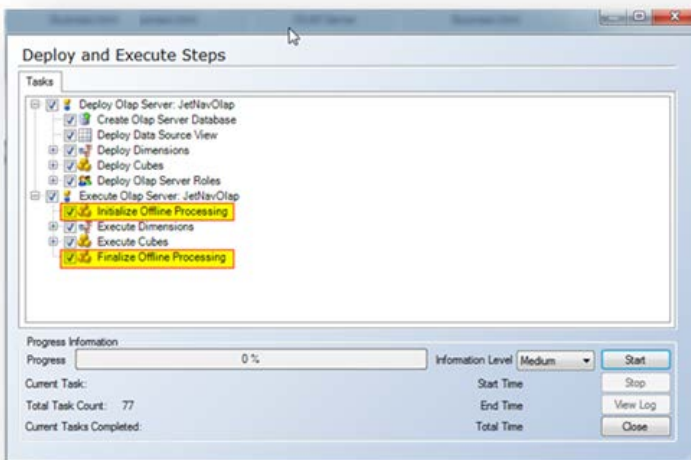 Deploy and Execute Steps
Tasks
Deploy Olap Server: JetNavOlap
Create Olap Server Database
Deploy Data Source View
Deploy Dimensions
Deploy Cubes
Deploy Olap Server Roles
Execute Olap Server: JetNavOlap
Initialize Offline Processing
Execute Dimensions
Execute Cubes
Finalize Offline Processing
Progress Information
Progress 0 % Information Level Medium Start
Current Task: Start Time Stop
Total Task Count: 77 End Time View Log
Current Tasks Completed: Total Time Close